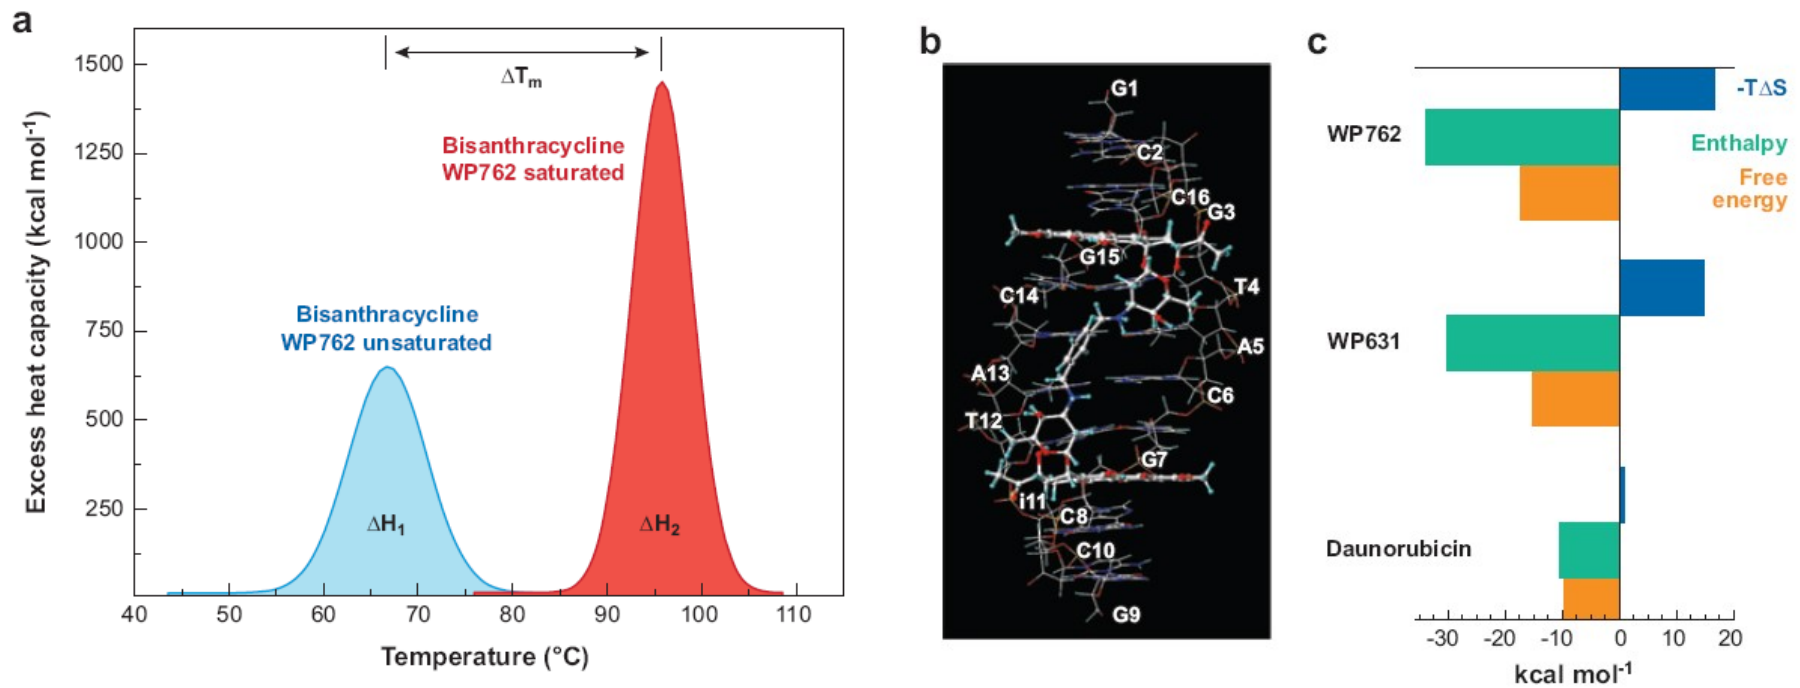 a
Excess heat capacity (kcal mol⁻¹)
1500
1250
1000
750
500
250
ΔTₘ
Bisanthracycline
WP762 saturated
Bisanthracycline
WP762 unsaturated
ΔH₁
ΔH₂
40 50 60 70 80 90 100 110
Temperature (°C)
b
G1
C2
C16
G3
G15
C14
T4
A5
A13
C6
T12
G7
i11
C8
C10
G9
c
-TΔS
WP762
Enthalpy
Free
energy
WP631
Daunorubicin
-30 -20 -10 0 10 20
kcal mol⁻¹